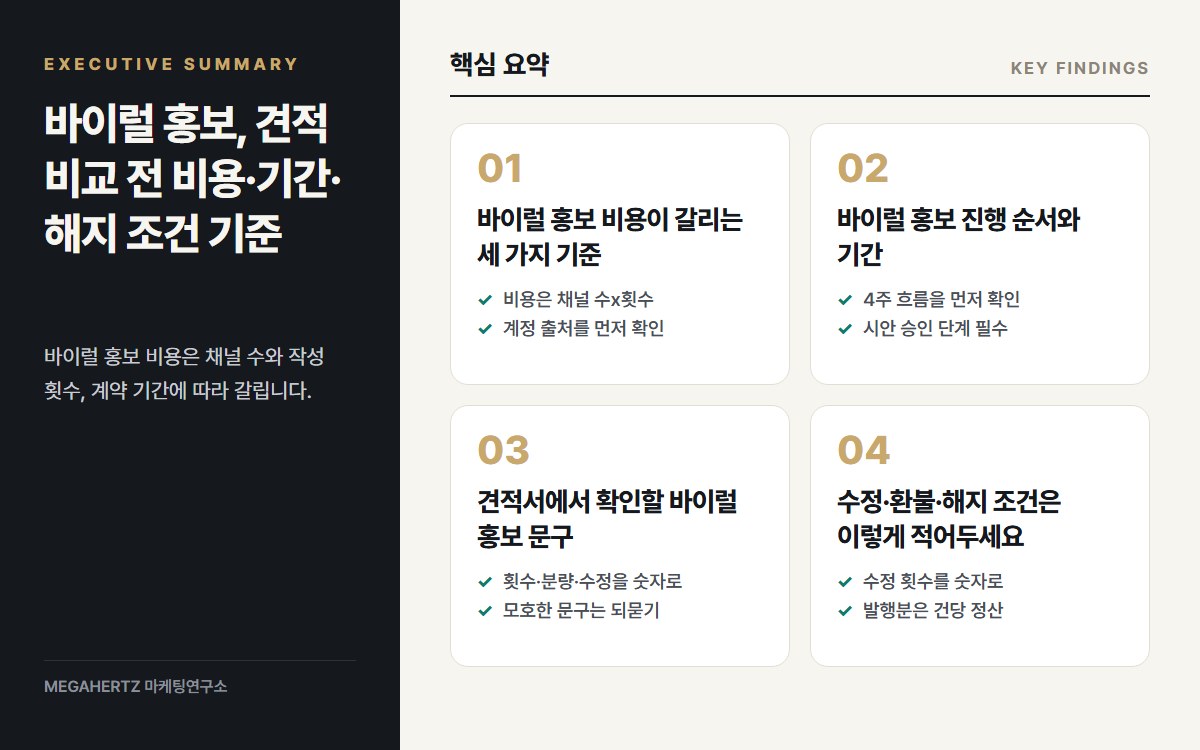 EXECUTIVE SUMMARY
바이럴 홍보, 견적
비교 전 비용·기간·
해지 조건 기준
바이럴 홍보 비용은 채널 수와 작성
횟수, 계약 기간에 따라 갈립니다.
MEGAHERTZ 마케팅연구소
핵심 요약
KEY FINDINGS
01
바이럴 홍보 비용이 갈리는
세 가지 기준
✓ 비용은 채널 수x횟수
✓ 계정 출처를 먼저 확인
02
바이럴 홍보 진행 순서와
기간
✓ 4주 흐름을 먼저 확인
✓ 시안 승인 단계 필수
03
견적서에서 확인할 바이럴
홍보 문구
✓ 횟수·분량·수정을 숫자로
✓ 모호한 문구는 되묻기
04
수정·환불·해지 조건은
이렇게 적어두세요
✓ 수정 횟수를 숫자로
✓ 발행분은 건당 정산